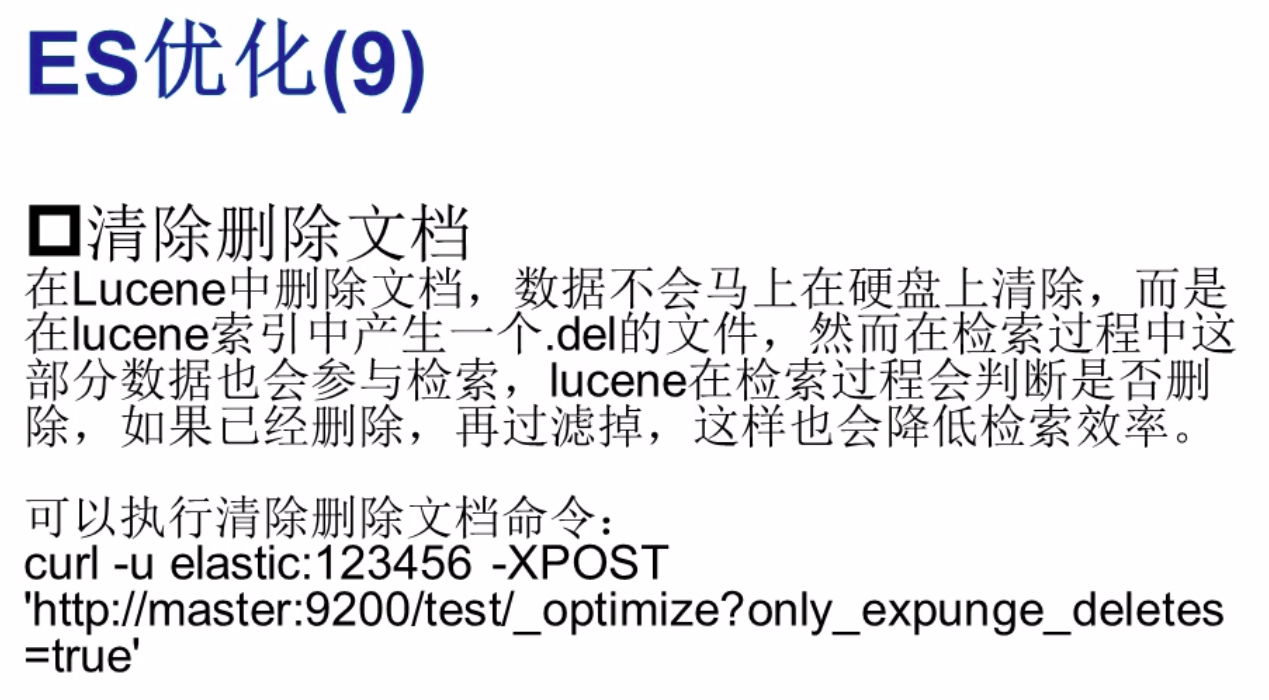 ES优化(9)
清除删除文档
在Lucene中删除文档，数据不会马上在硬盘上清除，而是
在lucene索引中产生一个.del的文件，然而在检索过程中这
部分数据也会参与检索，lucene在检索过程会判断是否删
除，如果已经删除，再过滤掉，这样也会降低检索效率。
可以执行清除删除文档命令：
curl -u elastic:123456 -XPOST
'http://master:9200/test/_optimize?only_expunge_deletes
=true'